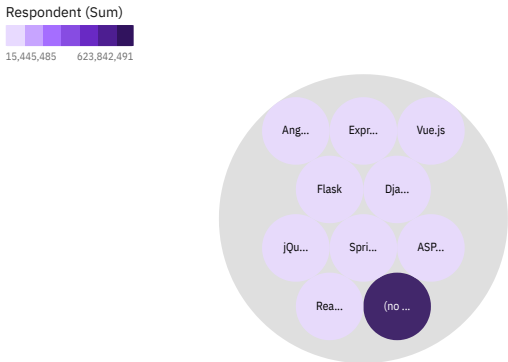 Respondent (Sum)
15,445,485 623,842,491
Ang... Expr... Vue.js
Flask Dja...
jQu... Spri... ASP...
Rea... (no ...